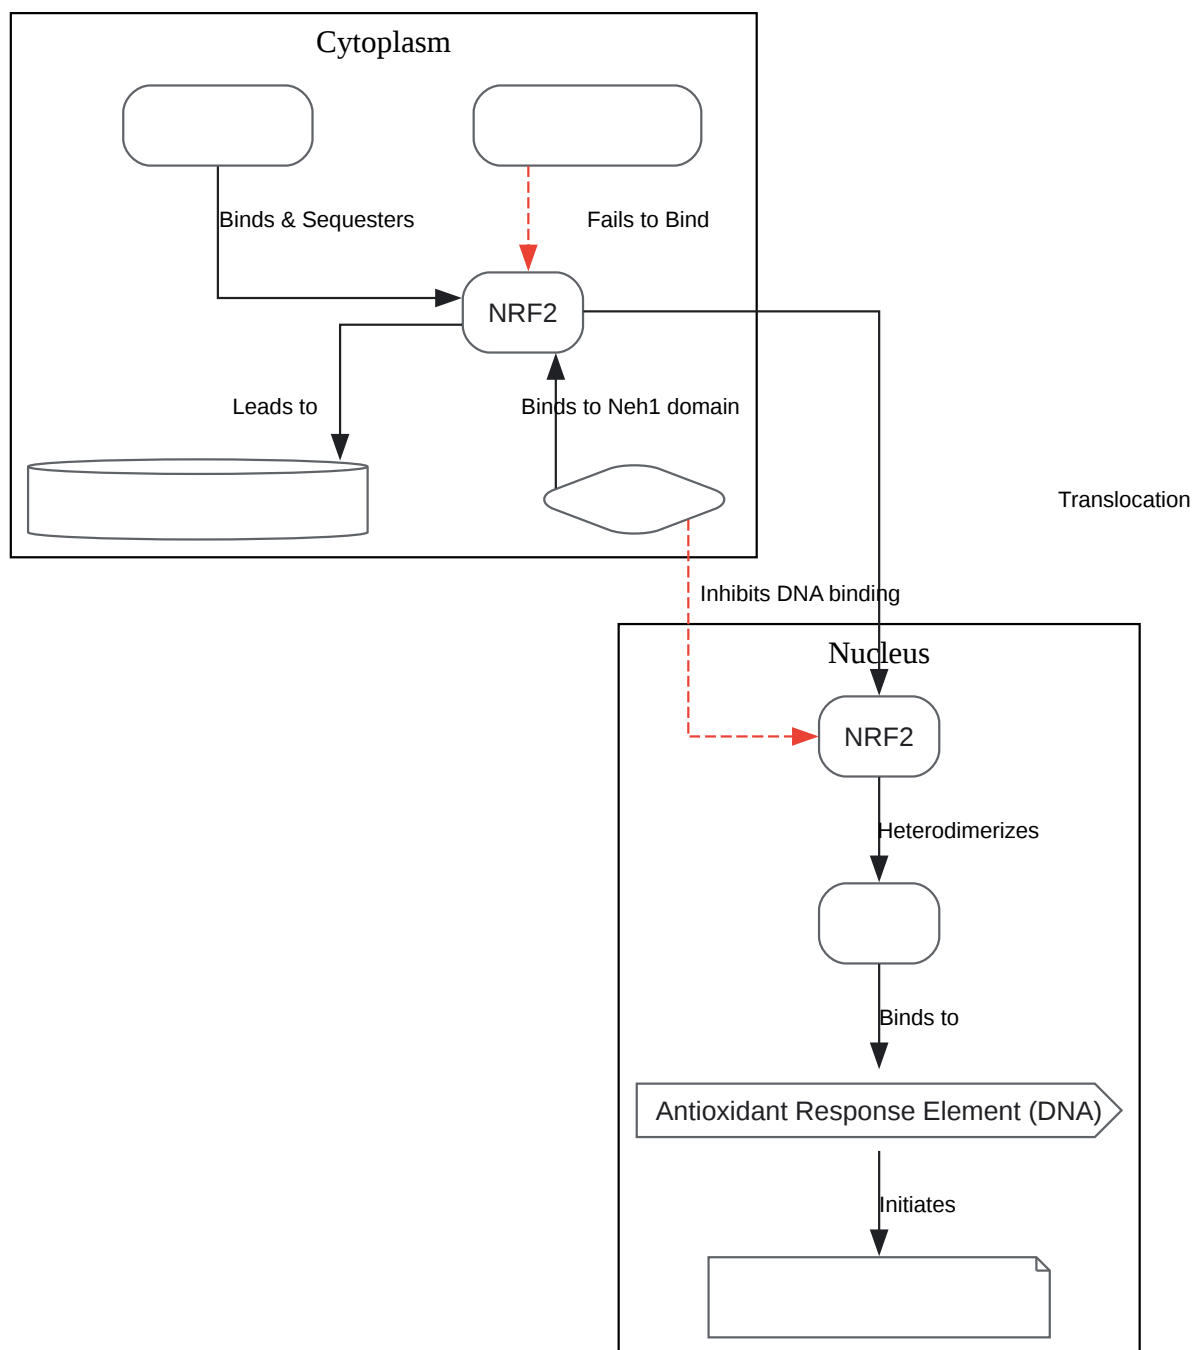 Cytoplasm
Binds & Sequesters
Fails to Bind
NRF2
Leads to
Binds to Neh1 domain
Translocation
Inhibits DNA binding
Nucleus
NRF2
Heterodimerizes
Binds to
Antioxidant Response Element (DNA)
Initiates